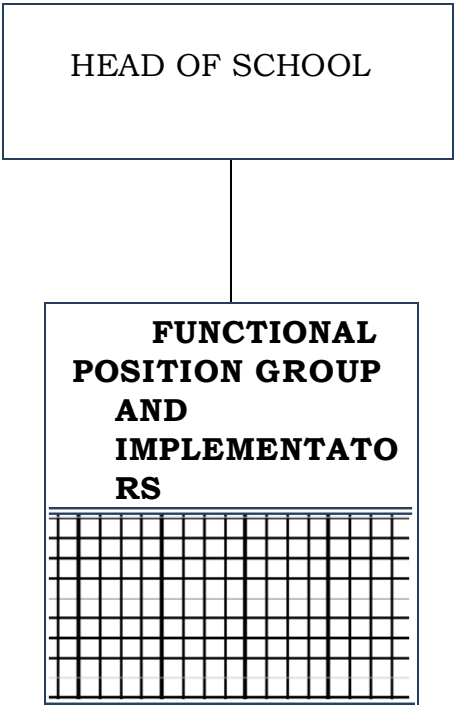 HEAD OF SCHOOL
FUNCTIONAL
POSITION GROUP
AND
IMPLEMENTATO
RS